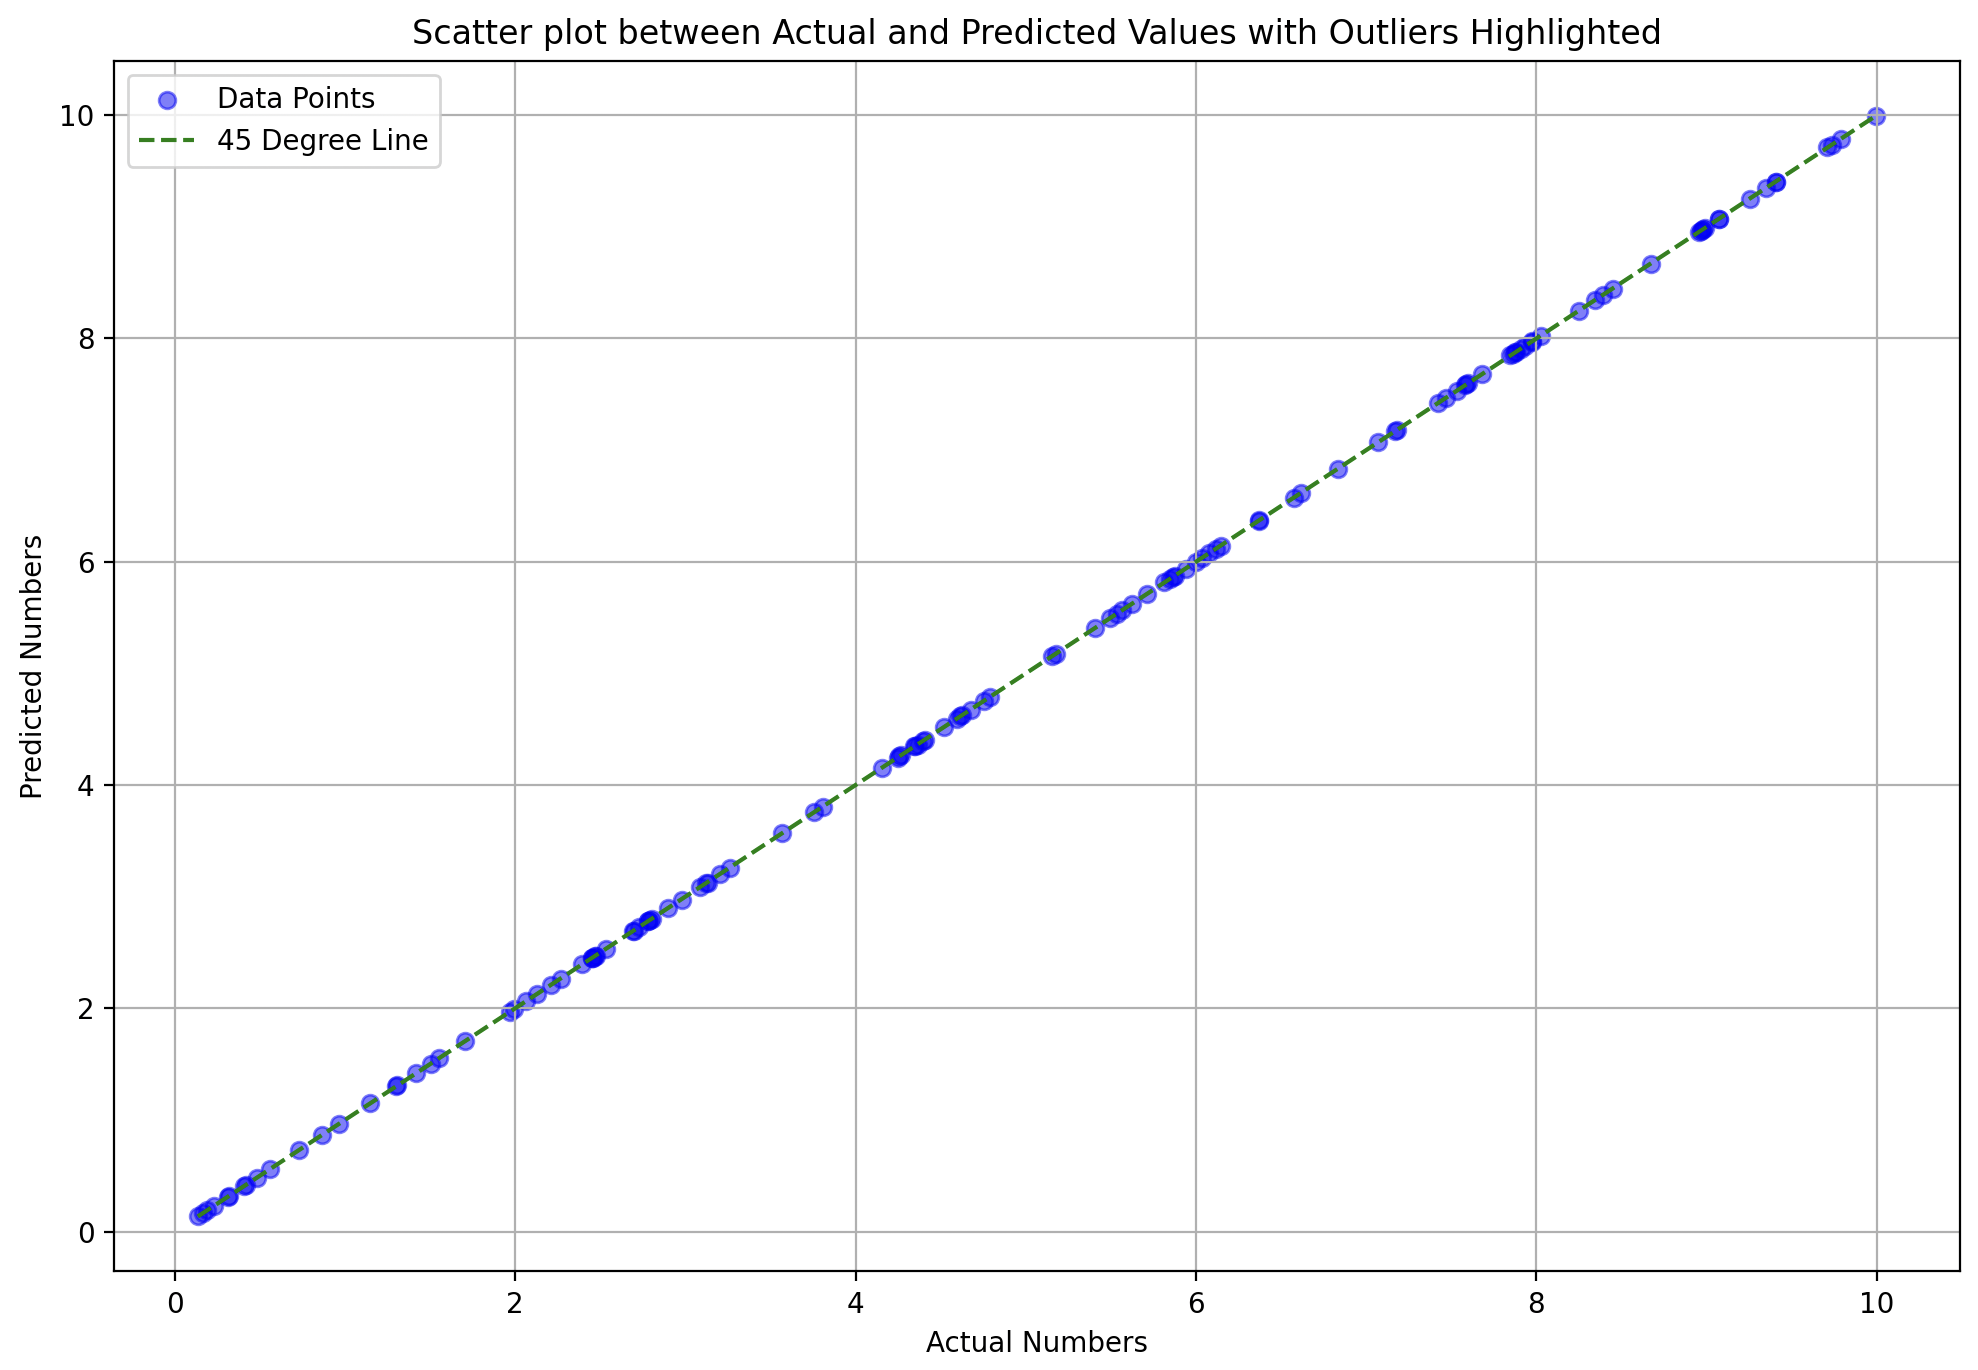 Scatter plot between Actual and Predicted Values with Outliers Highlighted
Data Points
45 Degree Line
10
8
6
4
2
0
Predicted Numbers
0 2 4 6 8 10
Actual Numbers